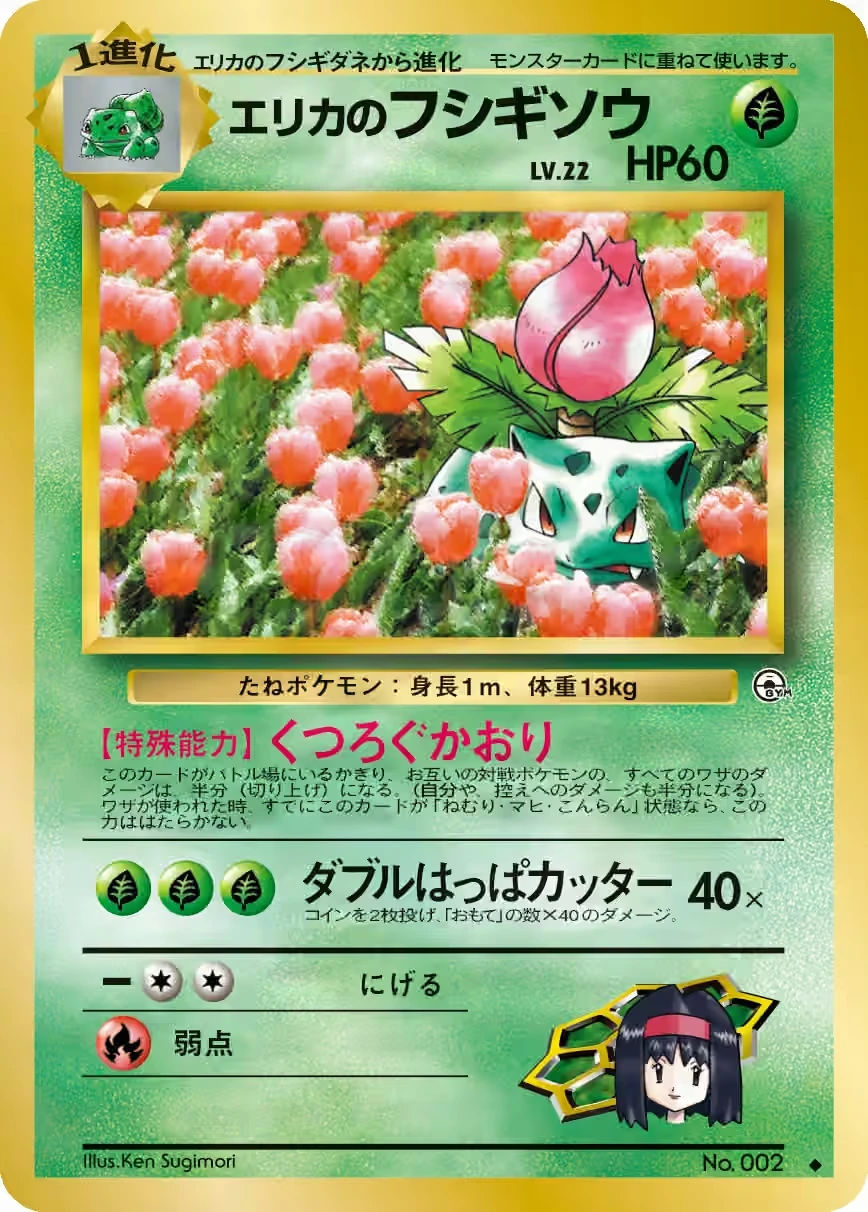 1進化
エリカのフシギダネから進化
モンスターカードに重ねて使います。
エリカのフシギソウ
LV.22 HP60
たねポケモン：身長1m、体重13kg
GYM
【特殊能力】くつろぐかおり
このカードがバトル場にいるかぎり、お互いの対戦ポケモンの、すべてのワザのダ
メージは、半分（切り上げ）になる。（自分や、控えへのダメージも半分になる）。
ワザが使われた時、すでにこのカードが「ねむり・マヒ・こんらん」状態なら、この
力ははたらかない。
ダブルはっぱカッター 40×
コインを2枚投げ、「おもて」の数×40のダメージ。
にげる
弱点
Illus.Ken Sugimori
No. 002